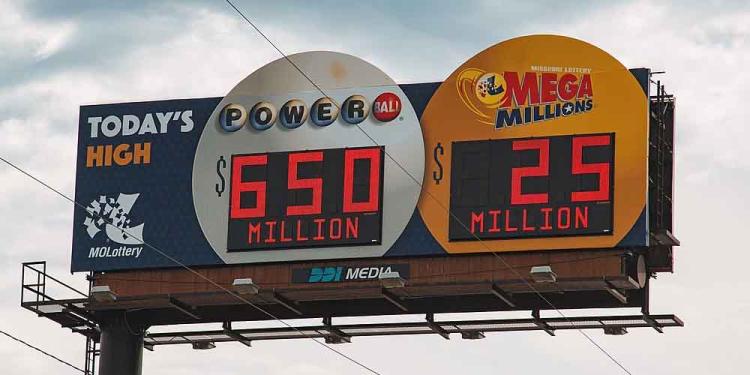 TODAY'S
HIGH
MOLottery
POWERBALL
$650
MILLION
MISSOURI LOTTERY
MEGA
MILLIONS
$25
MILLION
DDI MEDIA